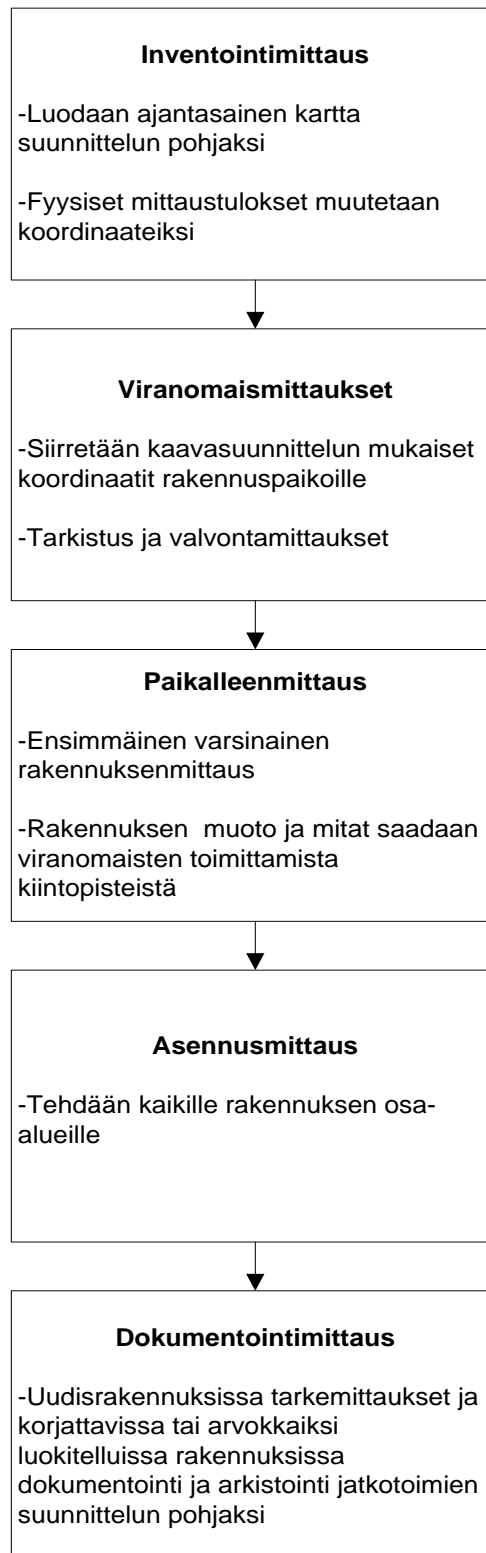 Inventointimittaus
-Luodaan ajantasainen kartta
suunnittelun pohjaksi
-Fyysiset mittaustulokset muutetaan
koordinaateiksi
Viranomaismittaukset
-Siirretään kaavasuunnittelun mukaiset
koordinaatit rakennuspaikoille
-Tarkistus ja valvontamittaukset
Paikalleenmittaus
-Ensimmäinen varsinainen
rakennuksenmittaus
-Rakennuksen  muoto ja mitat saadaan
viranomaisten toimittamista
kiintopisteistä
Asennusmittaus
-Tehdään kaikille rakennuksen osa-
alueille
Dokumentointimittaus
-Uudisrakennuksissa tarkemittaukset ja
korjattavissa tai arvokkaiksi
luokitelluissa rakennuksissa
dokumentointi ja arkistointi jatkotoimien
suunnittelun pohjaksi